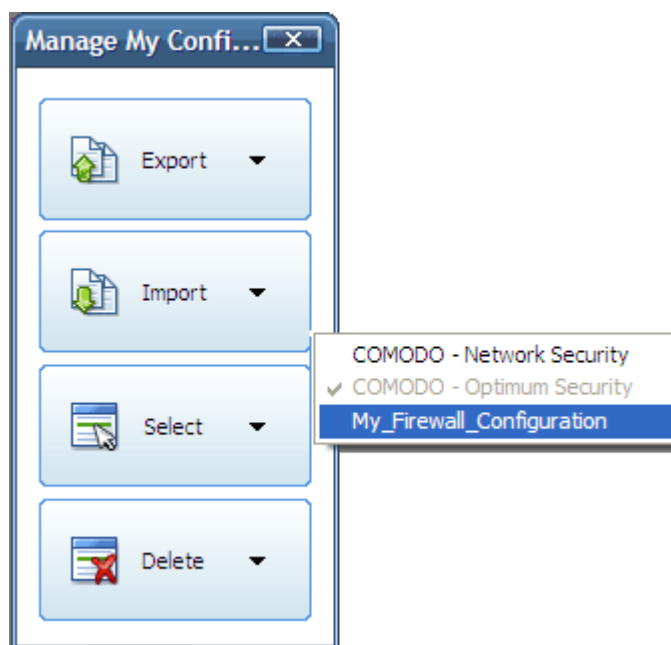 Manage My Confi...
Export
Import
COMODO - Network Security
COMODO - Optimum Security
My_Firewall_Configuration
Select
Delete